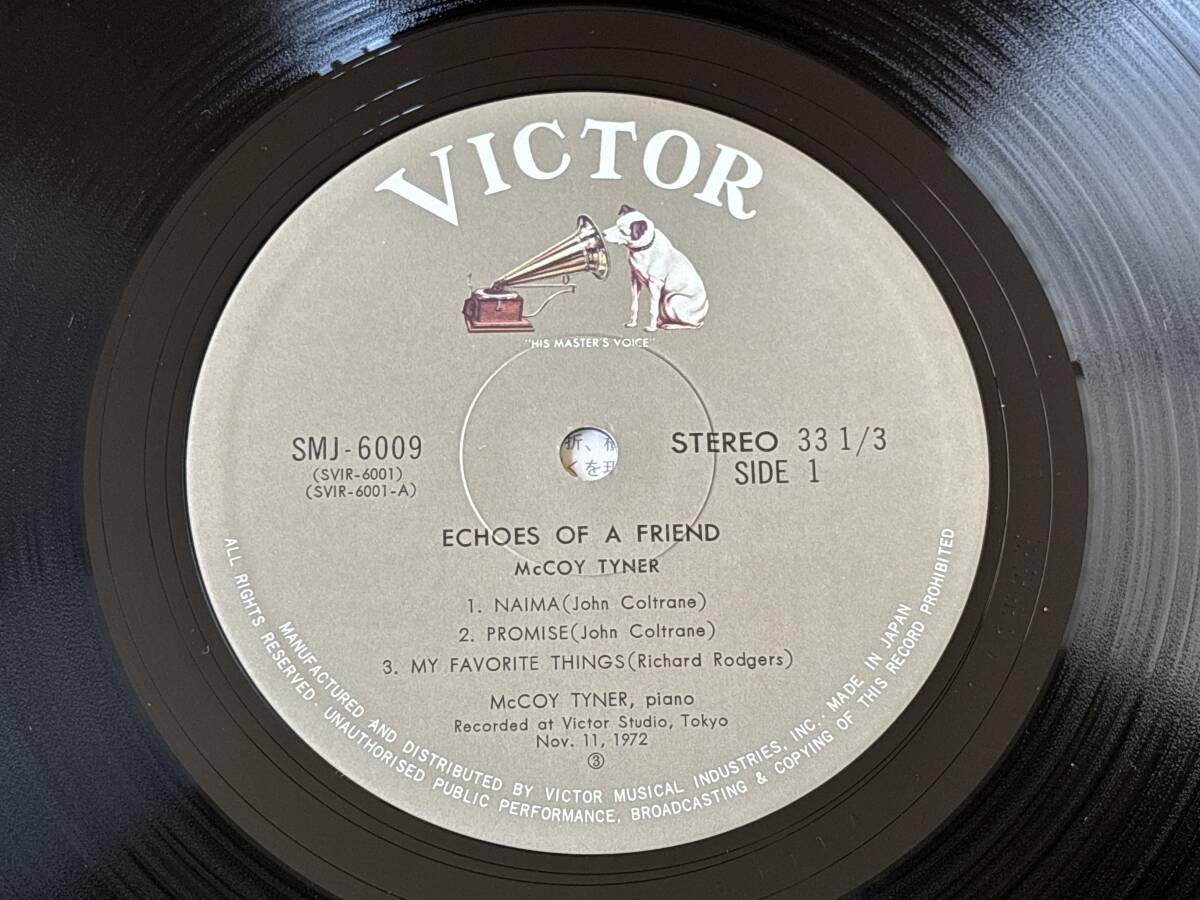 VICTOR
"HIS MASTER'S VOICE"
SMJ-6009
(SVIR-6001)
(SVIR-6001-A)
STEREO 33 1/3
SIDE 1
ECHOES OF A FRIEND
McCOY TYNER
1. NAIMA(John Coltrane)
2. PROMISE(John Coltrane)
3. MY FAVORITE THINGS(Richard Rodgers)
McCOY TYNER, piano
Recorded at Victor Studio, Tokyo
Nov. 11, 1972
③
MANUFACTURED AND DISTRIBUTED BY VICTOR MUSICAL INDUSTRIES, INC.. MADE IN JAPAN
ALL RIGHTS RESERVED. UNAUTHORISED PUBLIC PERFORMANCE, BROADCASTING & COPYING OF THIS RECORD PROHIBITED